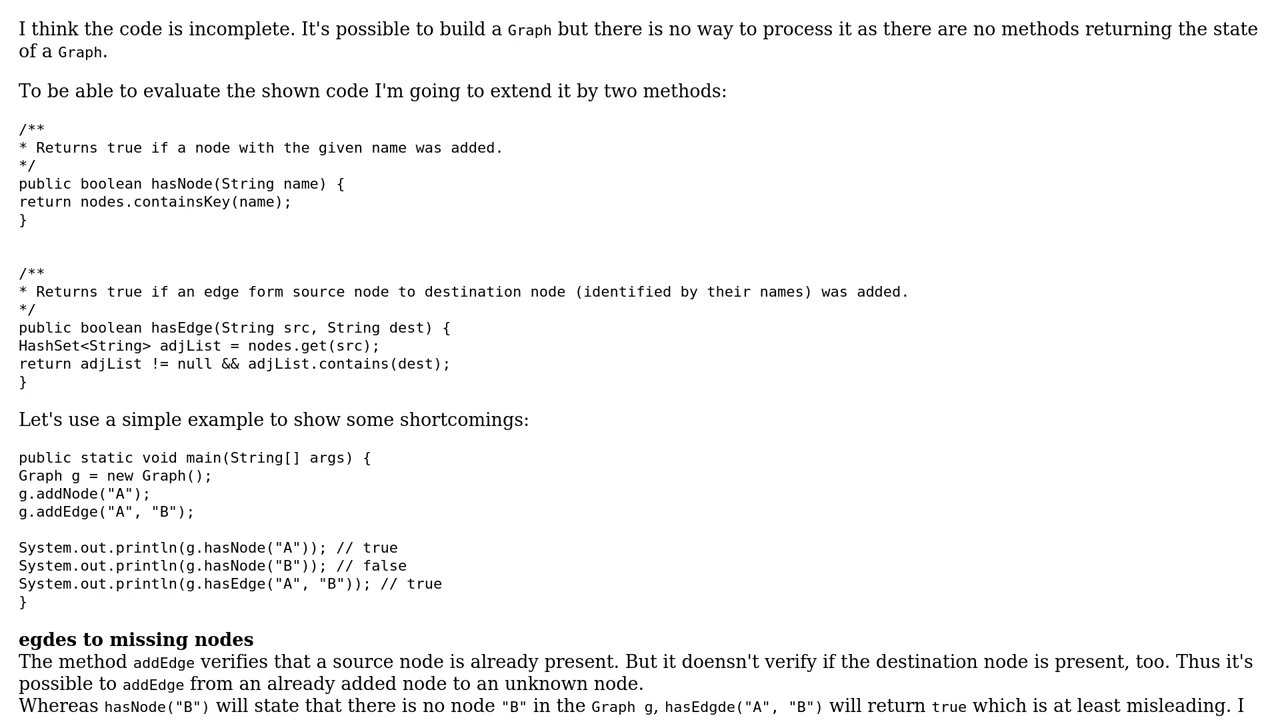 I think the code is incomplete. It's possible to build a Graph but there is no way to process it as there are no methods returning the state
of a Graph.
To be able to evaluate the shown code I'm going to extend it by two methods:
/**
* Returns true if a node with the given name was added.
*/
public boolean hasNode(String name) {
return nodes.containsKey(name);
}
/**
* Returns true if an edge form source node to destination node (identified by their names) was added.
*/
public boolean hasEdge(String src, String dest) {
HashSet<String> adjList = nodes.get(src);
return adjList != null && adjList.contains(dest);
}
Let's use a simple example to show some shortcomings:
public static void main(String[] args) {
Graph g = new Graph();
g.addNode("A");
g.addEdge("A", "B");
System.out.println(g.hasNode("A")); // true
System.out.println(g.hasNode("B")); // false
System.out.println(g.hasEdge("A", "B")); // true
}
egdes to missing nodes
The method addEdge verifies that a source node is already present. But it doensn't verify if the destination node is present, too. Thus it's
possible to addEdge from an already added node to an unknown node.
Whereas hasNode("B") will state that there is no node "B" in the Graph g, hasEdgde("A", "B") will return true which is at least misleading. I